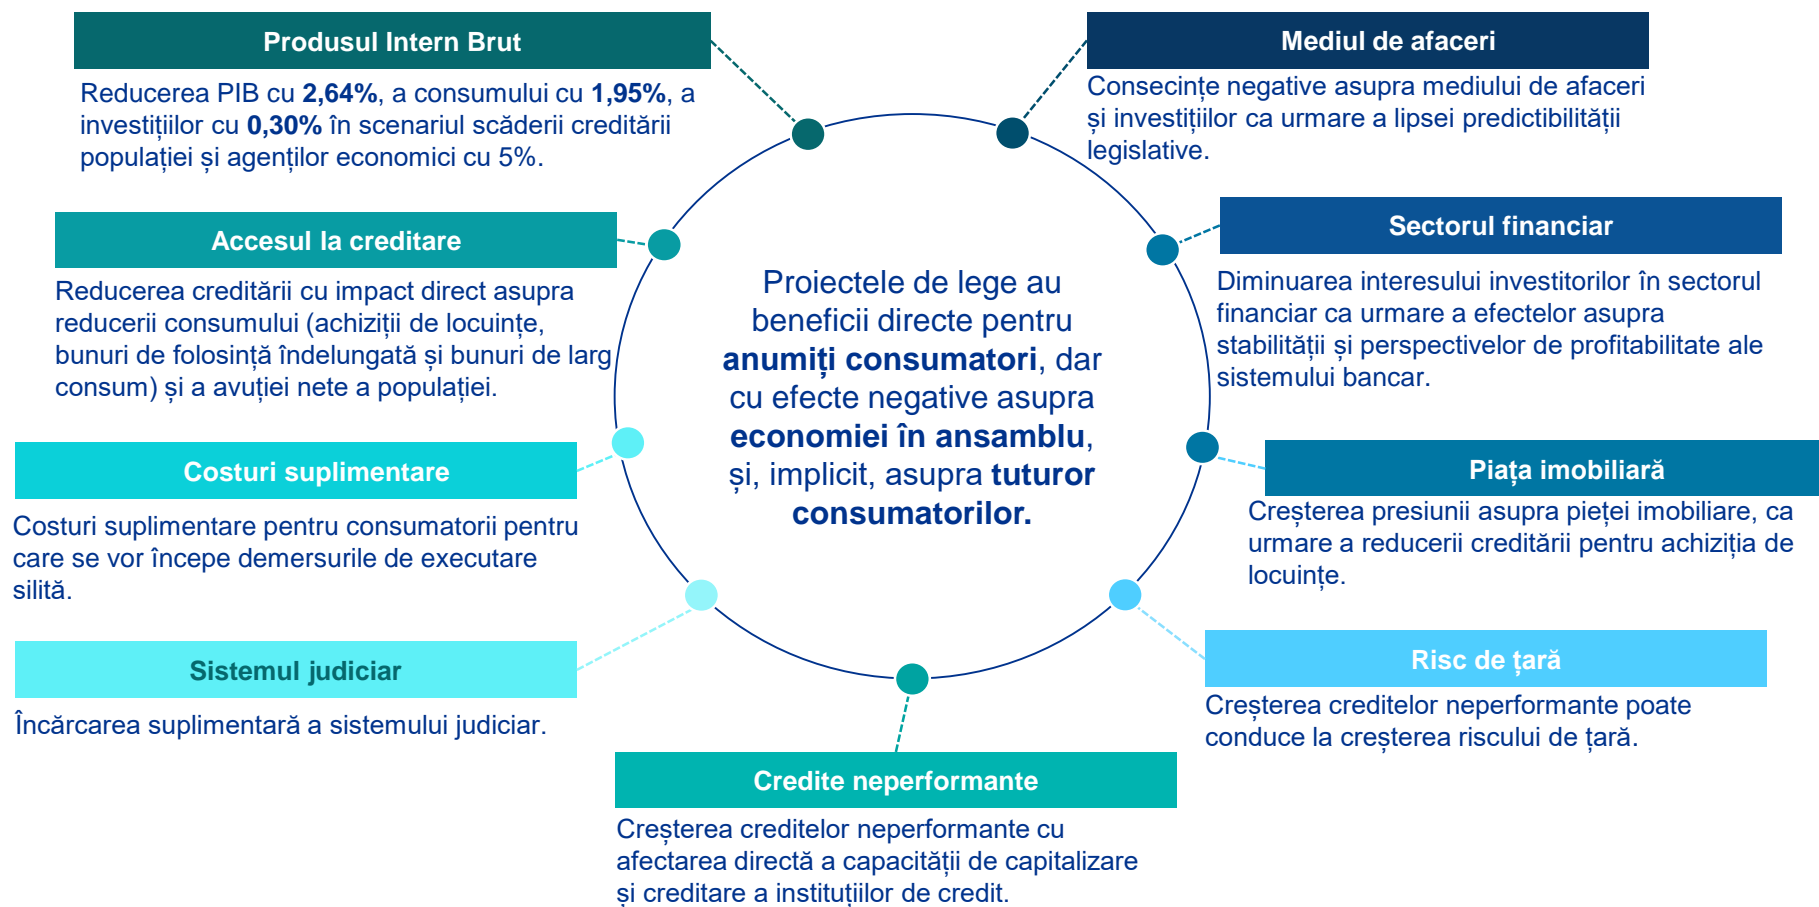 Produsul Intern Brut
Reducerea PIB cu 2,64%, a consumului cu 1,95%, a
investițiilor cu 0,30% în scenariul scăderii creditării
populației și agenților economici cu 5%.
Accesul la creditare
Reducerea creditării cu impact direct asupra
reducerii consumului (achiziții de locuințe,
bunuri de folosință îndelungată și bunuri de larg
consum) și a avuției nete a populației.
Costuri suplimentare
Costuri suplimentare pentru consumatorii pentru
care se vor începe demersurile de executare
silită.
Sistemul judiciar
Încărcarea suplimentară a sistemului judiciar.
Proiectele de lege au
beneficii directe pentru
anumiți consumatori, dar
cu efecte negative asupra
economiei în ansamblu,
și, implicit, asupra tuturor
consumatorilor.
Credite neperformante
Creșterea creditelor neperformante cu
afectarea directă a capacității de capitalizare
și creditare a instituțiilor de credit.
Mediul de afaceri
Consecințe negative asupra mediului de afaceri
și investițiilor ca urmare a lipsei predictibilității
legislative.
Sectorul financiar
Diminuarea interesului investitorilor în sectorul
financiar ca urmare a efectelor asupra
stabilității și perspectivelor de profitabilitate ale
sistemului bancar.
Piața imobiliară
Creșterea presiunii asupra pieței imobiliare, ca
urmare a reducerii creditării pentru achiziția de
locuințe.
Risc de țară
Creșterea creditelor neperformante poate
conduce la creșterea riscului de țară.